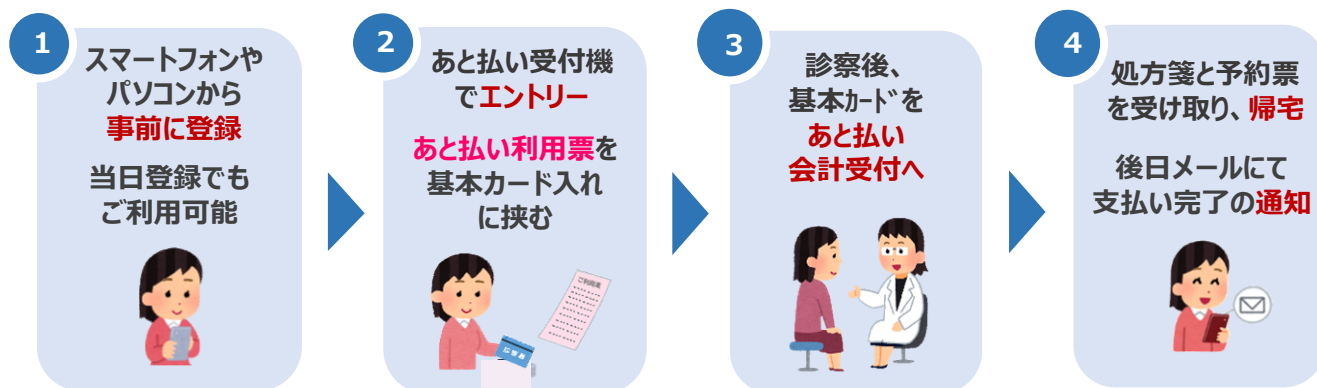 1
スマートフォンや
パソコンから
事前に登録
当日登録でも
ご利用可能
2
あと払い受付機
でエントリー
あと払い利用票を
基本カード入れ
に挟む
ご利用票
3
診察後、
基本ｶｰﾄﾞを
あと払い
会計受付へ
4
処方箋と予約票
を受け取り、帰宅
後日メールにて
支払い完了の通知